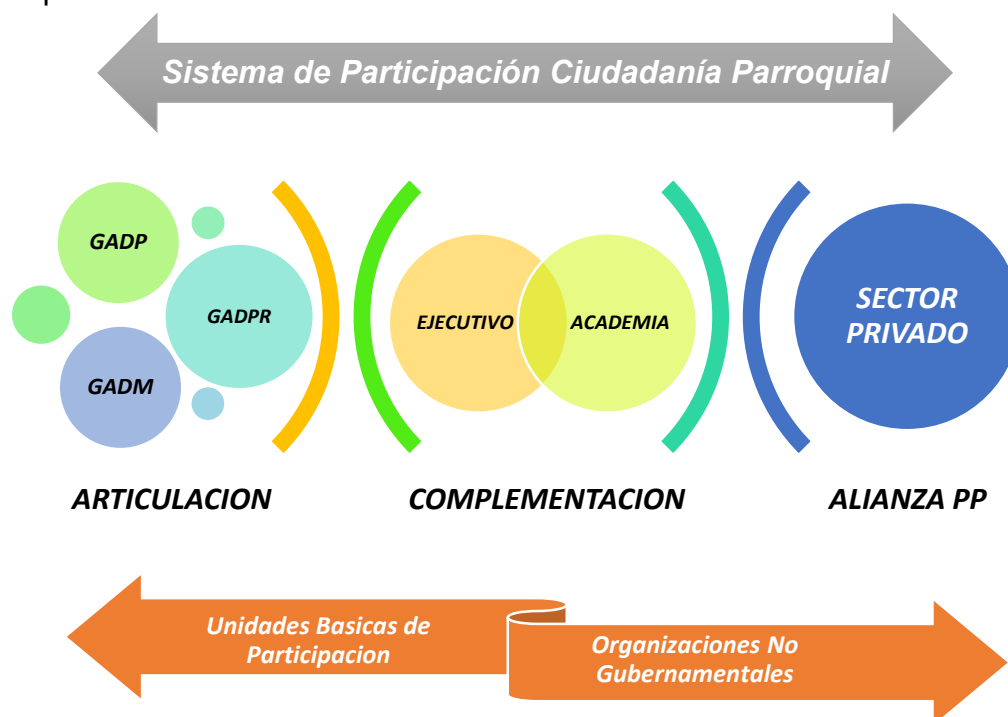 Sistema de Participación Ciudadanía Parroquial
GADP
GADPR
GADM
EJECUTIVO
ACADEMIA
SECTOR
PRIVADO
ARTICULACION
COMPLEMENTACION
ALIANZA PP
Unidades Basicas de
Participacion
Organizaciones No
Gubernamentales